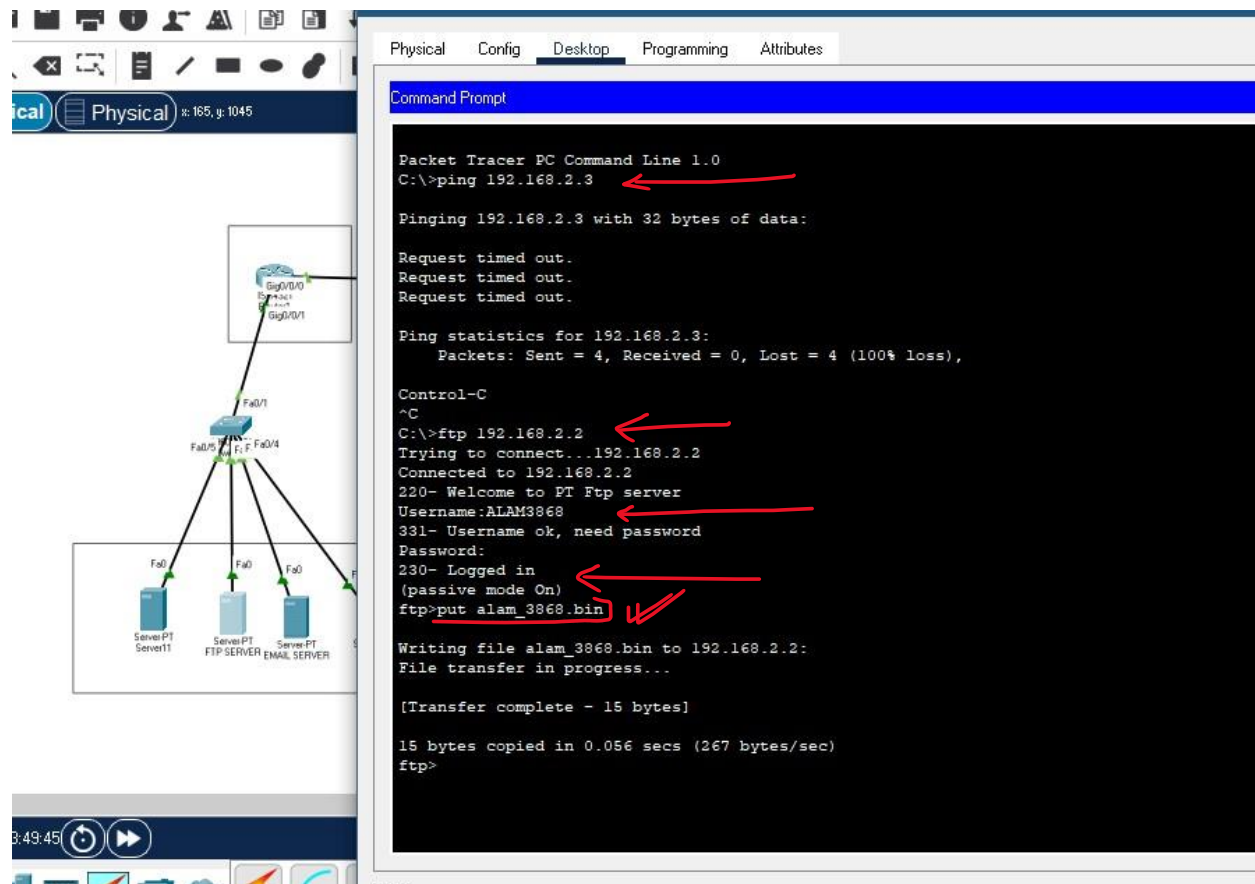 Physical Config Desktop Programming Attributes
Command Prompt
Physical x: 165, y: 1045
Packet Tracer PC Command Line 1.0
C:\>ping 192.168.2.3
Pinging 192.168.2.3 with 32 bytes of data:
Request timed out.
Request timed out.
Request timed out.
Ping statistics for 192.168.2.3:
Packets: Sent = 4, Received = 0, Lost = 4 (100% loss),
Control-C
^C
C:\>ftp 192.168.2.2
Trying to connect...192.168.2.2
Connected to 192.168.2.2
220- Welcome to PT Ftp server
Username:ALAM3868
331- Username ok, need password
Password:
230- Logged in
(passive mode On)
ftp>put alam_3868.bin
Writing file alam_3868.bin to 192.168.2.2:
File transfer in progress...
[Transfer complete - 15 bytes]
15 bytes copied in 0.056 secs (267 bytes/sec)
ftp>
Gig0/0/0
Gig0/0/1
Fa0/1
Fa0/5 Fa0/4
Fa0 Fa0 Fa0
Server-PT
Server11
Server-PT
FTP SERVER
Server-PT
EMAIL SERVER
3:49:45